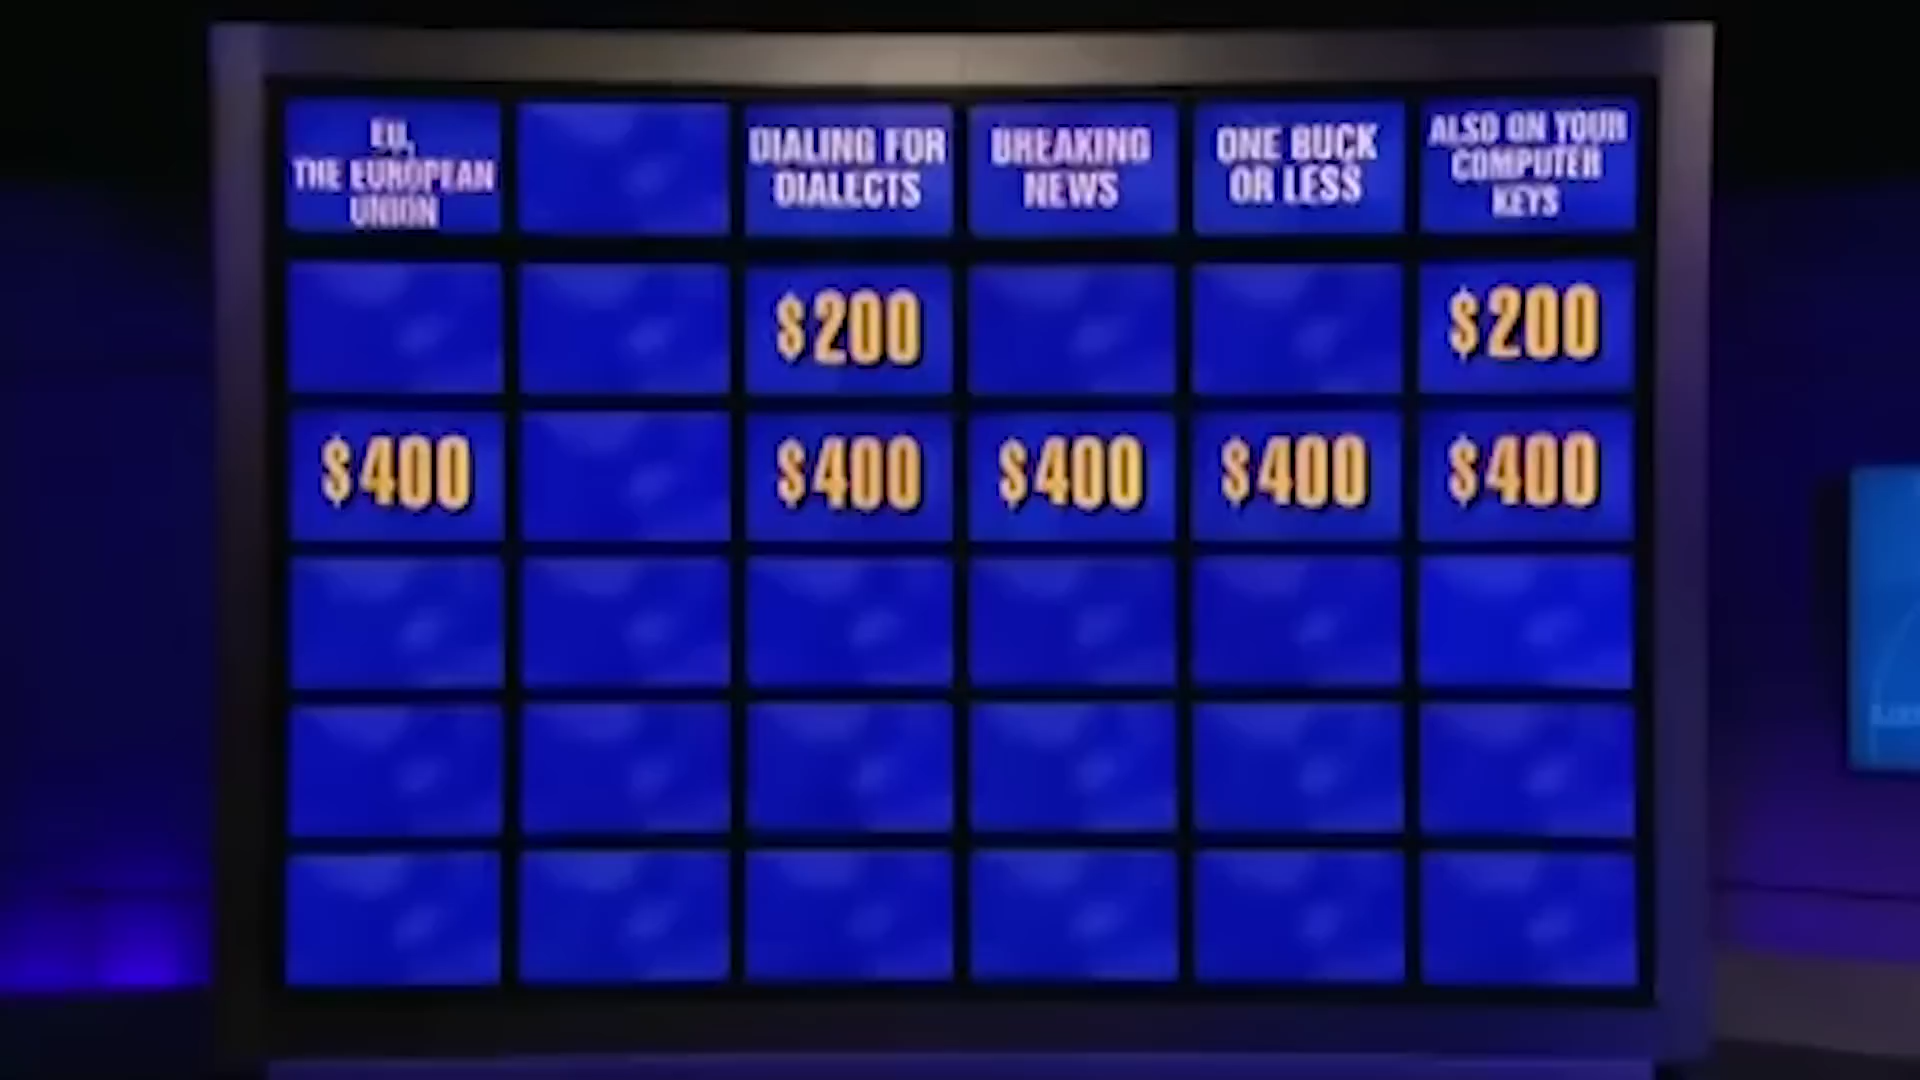 EU,
THE EUROPEAN
UNION
DIALING FOR
DIALECTS
BREAKING
NEWS
ONE BUCK
OR LESS
ALSO ON YOUR
COMPUTER
KEYS
$200
$200
$400
$400
$400
$400
$400